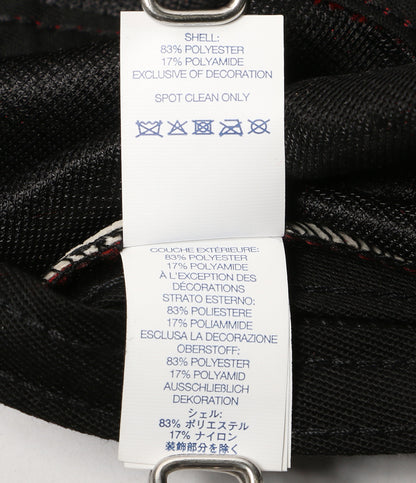 SHELL:
83% POLYESTER
17% POLYAMIDE
EXCLUSIVE OF DECORATION
SPOT CLEAN ONLY
COUCHE EXTÉRIEURE:
83% POLYESTER
17% POLYAMIDE
À L'EXCEPTION DES
DÉCORATIONS
STRATO ESTERNO:
83% POLIESTERE
17% POLIAMMIDE
ESCLUSA LA DECORAZIONE
OBERSTOFF:
83% POLYESTER
17% POLYAMID
AUSSCHLIEßLICH
DEKORATION
シェル:
83% ポリエステル
17% ナイロン
装飾部分を除く